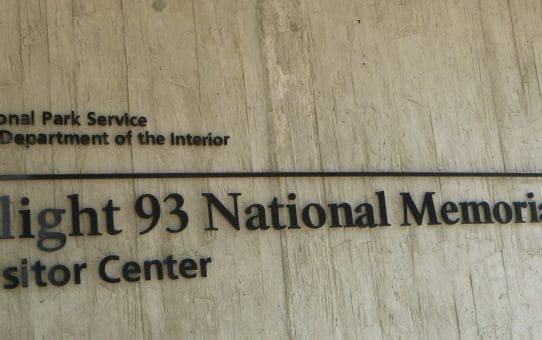 onal Park Service
Department of the Interior
light 93 National Memoria
sitor Center